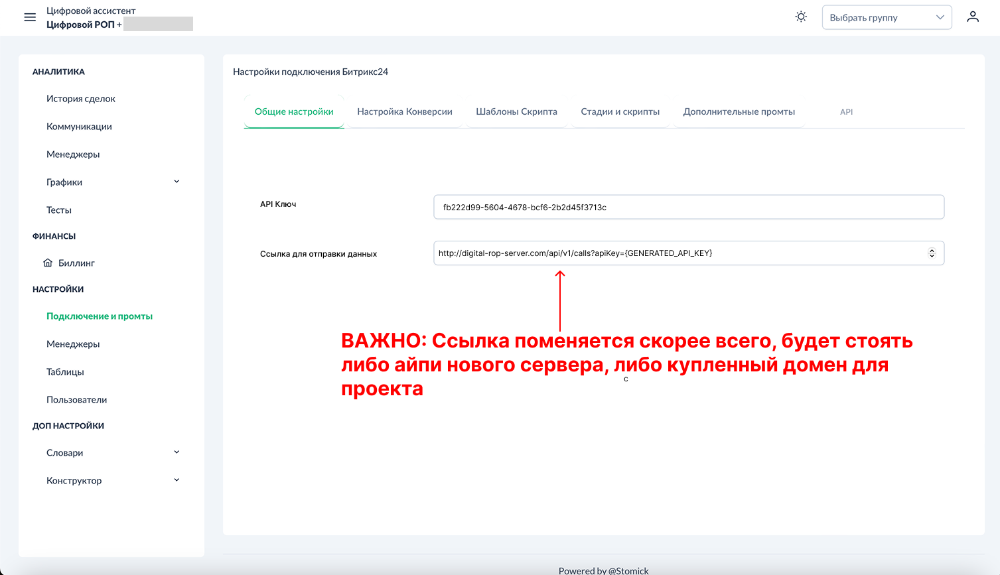 Цифровой ассистент
Цифровой РОП +
Выбрать группу
АНАЛИТИКА
История сделок
Коммуникации
Менеджеры
Графики
Тесты
ФИНАНСЫ
Биллинг
НАСТРОЙКИ
Подключение и промты
Менеджеры
Таблицы
Пользователи
ДОП НАСТРОЙКИ
Словари
Конструктор
Настройки подключения Битрикс24
Общие настройки
Настройка Конверсии
Шаблоны Скрипта
Стадии и скрипты
Дополнительные промты
API
API Ключ
fb222d99-5604-4678-bcf6-2b2d45f3713c
Ссылка для отправки данных
http://digital-rop-server.com/api/v1/calls?apiKey={GENERATED_API_KEY}
ВАЖНО: Ссылка поменяется скорее всего, будет стоять
либо айпи нового сервера, либо купленный домен для
с
проекта
Powered by @Stomick